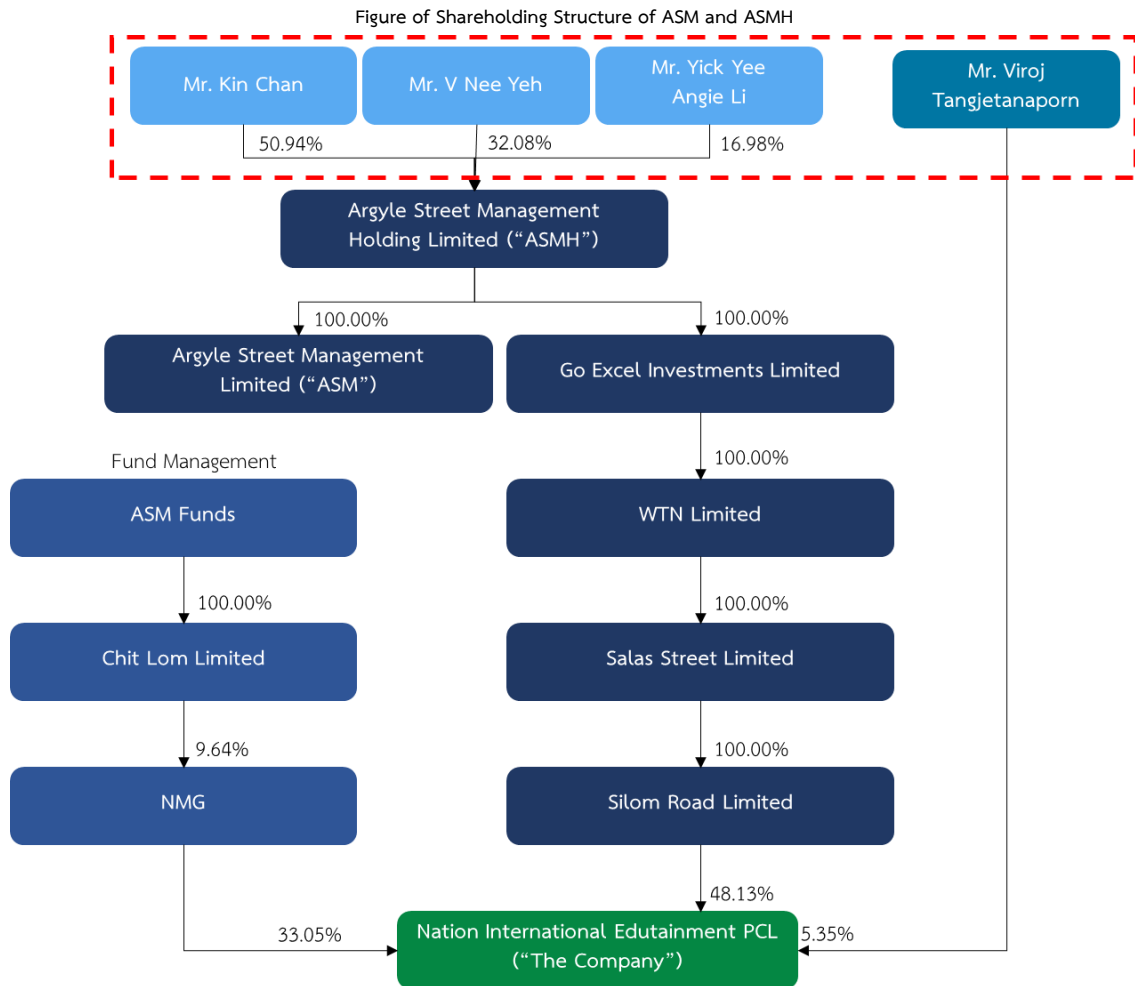 Figure of Shareholding Structure of ASM and ASMH
Mr. Kin Chan
Mr. V Nee Yeh
Mr. Yick Yee
Angie Li
Mr. Viroj
Tangjetanaporn
50.94%
32.08%
16.98%
Argyle Street Management
Holding Limited (“ASMH”)
100.00%
100.00%
Argyle Street Management
Limited (“ASM”)
Go Excel Investments Limited
Fund Management
100.00%
ASM Funds
WTN Limited
100.00%
100.00%
Chit Lom Limited
Salas Street Limited
9.64%
100.00%
NMG
Silom Road Limited
48.13%
33.05%
Nation International Edutainment PCL
(“The Company”)
5.35%